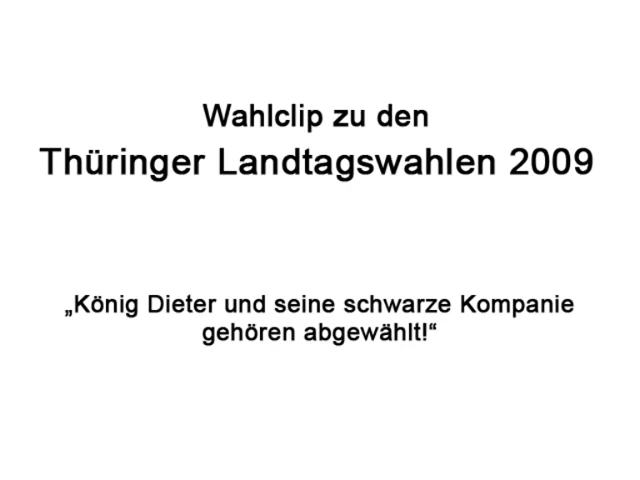 Wahlclip zu den
Thüringer Landtagswahlen 2009
„König Dieter und seine schwarze Kompanie
gehören abgewählt!“